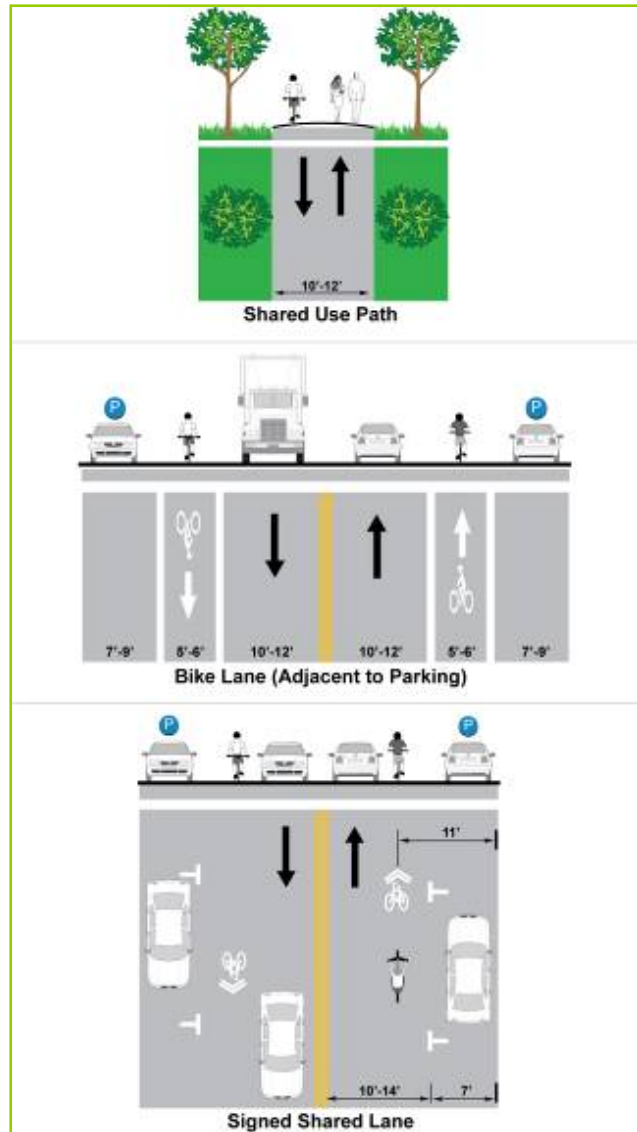 10'-12'
Shared Use Path
P P
7'-9' 5'-6' 10'-12' 10'-12' 5'-6' 7'-9'
Bike Lane (Adjacent to Parking)
P P
11'
10'-14' 7'
Signed Shared Lane